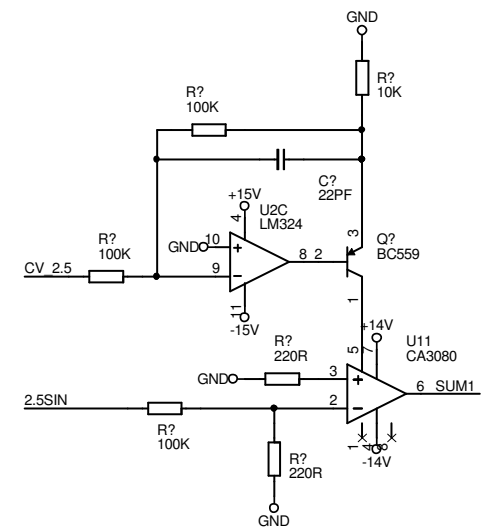 GND
R?
10K
R?
100K
C?
22PF
+15V
4
U2C
LM324
3
Q?
BC559
GND 10 +
8 2
R?
100K
CV_2.5
9 -
11
-15V
1
R?
220R
+14V
5
7
U11
CA3080
GND
3 +
6 SUM1
2.5SIN
2 -
R?
100K
1
4
8
-14V
R?
220R
GND